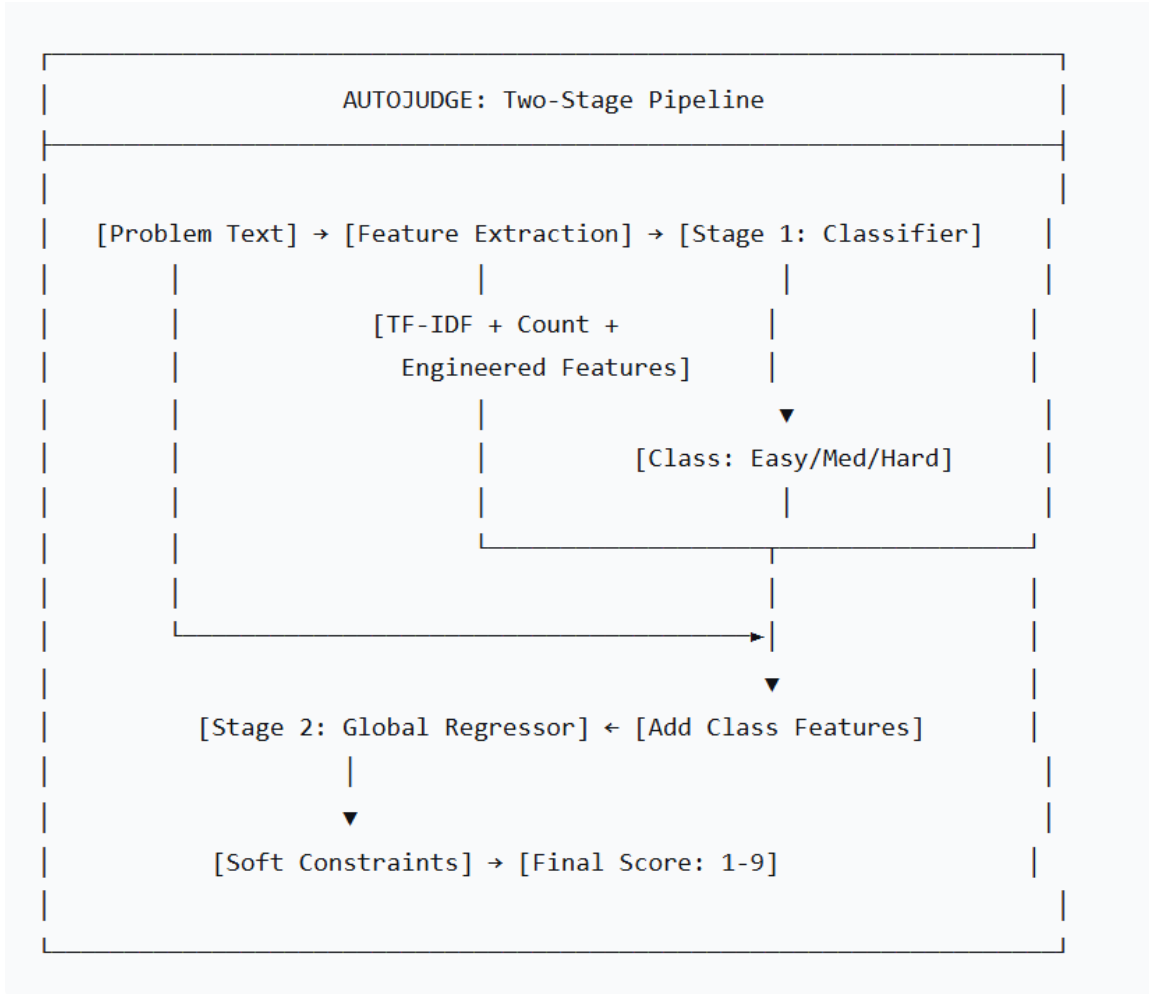 AUTOJUDGE: Two-Stage Pipeline
[Problem Text] → [Feature Extraction] → [Stage 1: Classifier]
[TF-IDF + Count +
Engineered Features]
[Class: Easy/Med/Hard]
[Stage 2: Global Regressor] ← [Add Class Features]
[Soft Constraints] → [Final Score: 1-9]